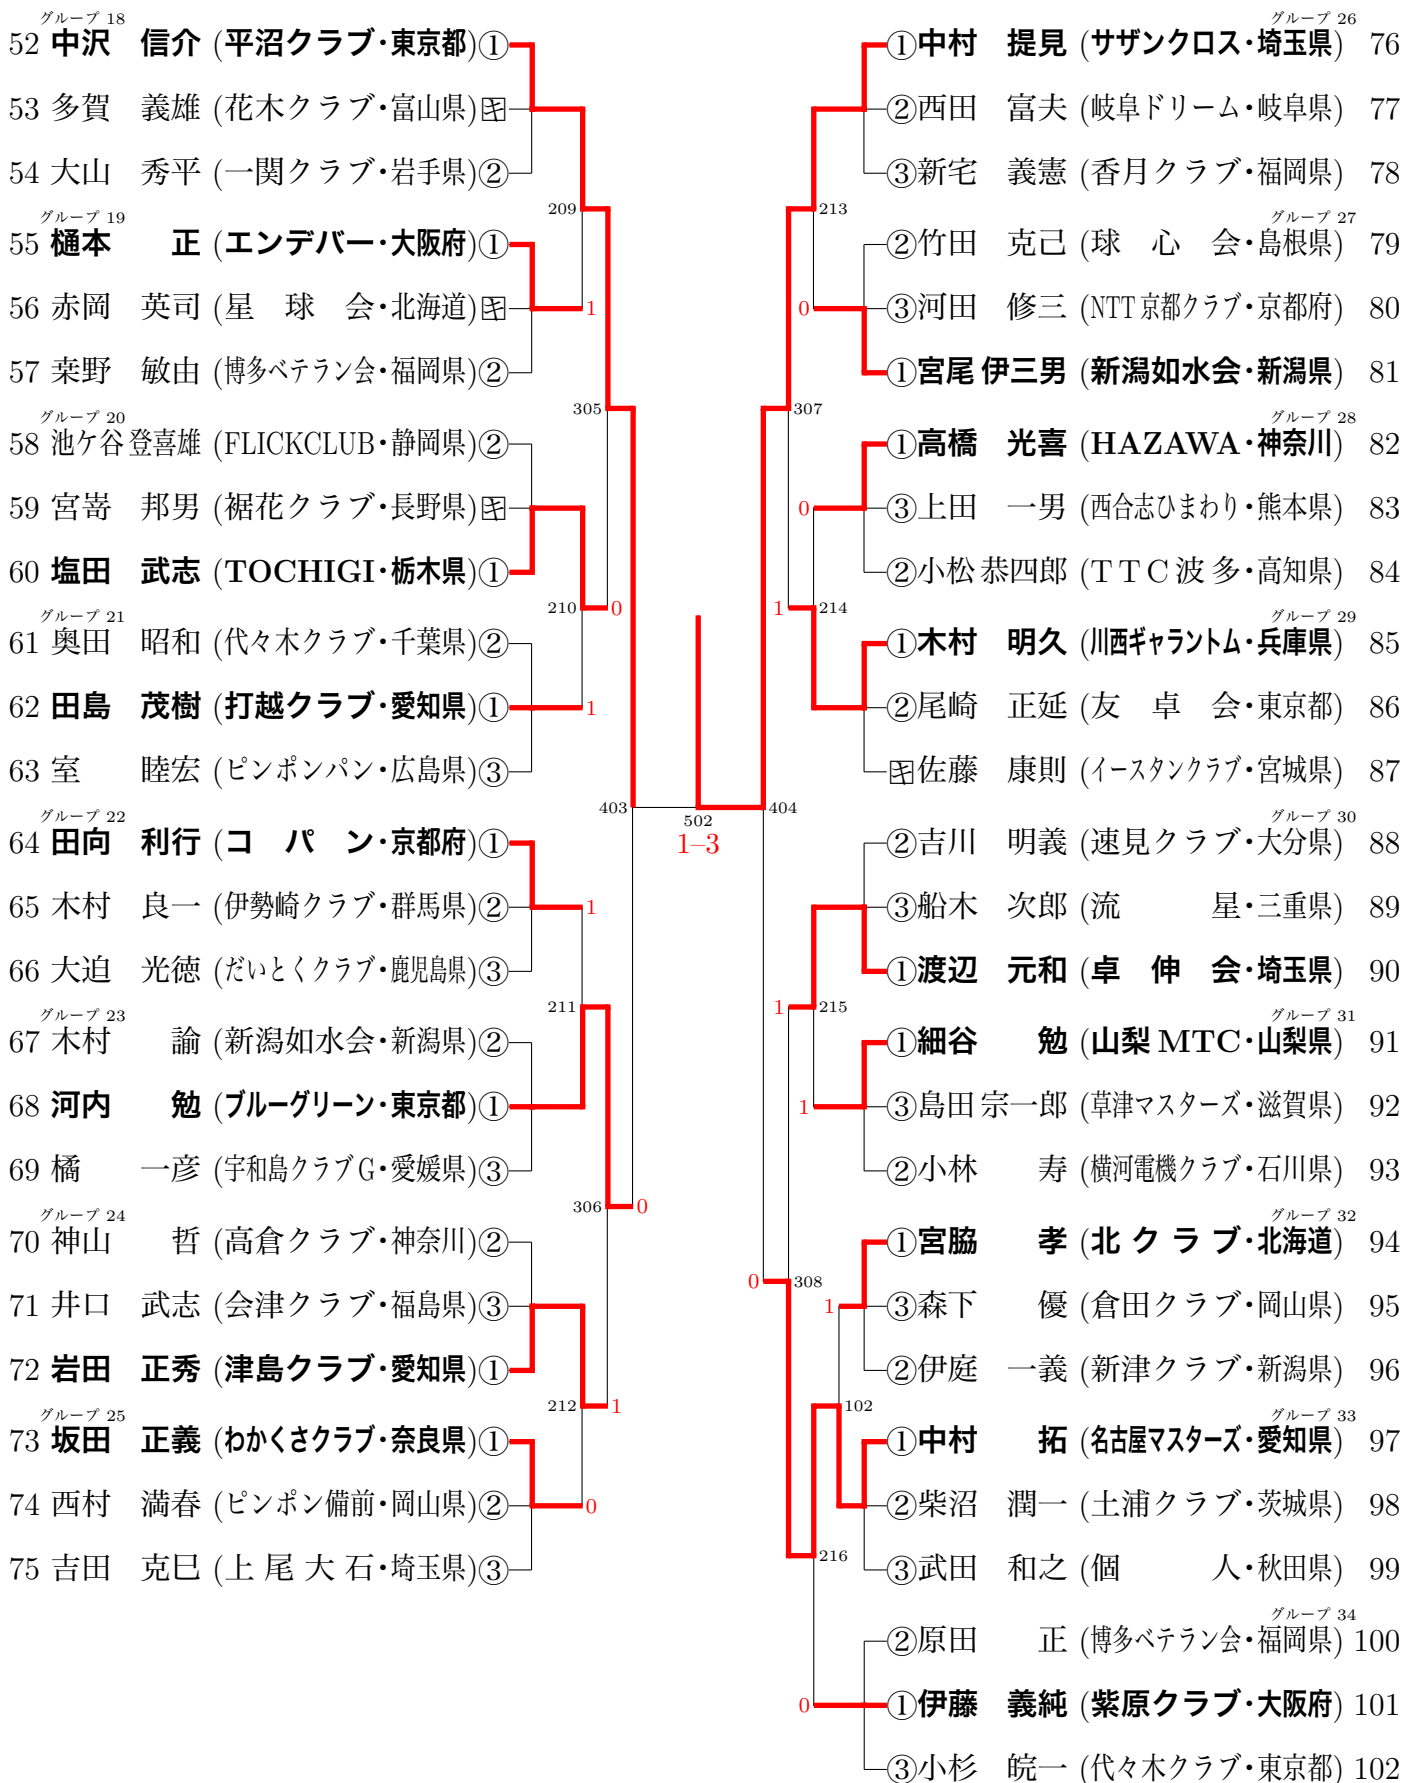 グループ 18
52 中沢 信介 (平沼クラブ・東京都)①
53 多賀 義雄 (花木クラブ・富山県)キ
54 大山 秀平 (一関クラブ・岩手県)②
209
グループ 19
55 樋本 正 (エンデバー・大阪府)①
56 赤岡 英司 (星球会・北海道)キ
1
57 桒野 敏由 (博多ベテラン会・福岡県)②
305
グループ 20
58 池ケ谷登喜雄 (FLICKCLUB・静岡県)②
59 宮嵜 邦男 (裾花クラブ・長野県)キ
60 塩田 武志 (TOCHIGI・栃木県)①
210
0
グループ 21
61 奥田 昭和 (代々木クラブ・千葉県)②
62 田島 茂樹 (打越クラブ・愛知県)①
1
63 室 睦宏 (ピンポンパン・広島県)③
403
グループ 22
64 田向 利行 (コパン・京都府)①
65 木村 良一 (伊勢崎クラブ・群馬県)②
1
66 大迫 光徳 (だいとくクラブ・鹿児島県)③
211
グループ 23
67 木村 諭 (新潟如水会・新潟県)②
68 河内 勉 (ブルーグリーン・東京都)①
69 橘 一彦 (宇和島クラブG・愛媛県)③
306
0
グループ 24
70 神山 哲 (高倉クラブ・神奈川)②
71 井口 武志 (会津クラブ・福島県)③
72 岩田 正秀 (津島クラブ・愛知県)①
212
1
グループ 25
73 坂田 正義 (わかくさクラブ・奈良県)①
74 西村 満春 (ピンポン備前・岡山県)②
0
75 吉田 克巳 (上尾大石・埼玉県)③
502
1–3
グループ 26
①中村 提見 (サザンクロス・埼玉県) 76
②西田 富夫 (岐阜ドリーム・岐阜県) 77
③新宅 義憲 (香月クラブ・福岡県) 78
213
グループ 27
②竹田 克己 (球心会・島根県) 79
0
③河田 修三 (NTT京都クラブ・京都府) 80
①宮尾 伊三男 (新潟如水会・新潟県) 81
307
グループ 28
①高橋 光喜 (HAZAWA・神奈川) 82
0
③上田 一男 (西合志ひまわり・熊本県) 83
②小松 恭四郎 (TTC波多・高知県) 84
1
214
グループ 29
①木村 明久 (川西ギャラントム・兵庫県) 85
②尾崎 正延 (友卓会・東京都) 86
キ佐藤 康則 (イースタンクラブ・宮城県) 87
404
グループ 30
②吉川 明義 (速見クラブ・大分県) 88
③船木 次郎 (流星・三重県) 89
①渡辺 元和 (卓伸会・埼玉県) 90
1
215
グループ 31
①細谷 勉 (山梨MTC・山梨県) 91
1
③島田 宗一郎 (草津マスターズ・滋賀県) 92
②小林 寿 (横河電機クラブ・石川県) 93
グループ 32
①宮脇 孝 (北クラブ・北海道) 94
0
308
1
③森下 優 (倉田クラブ・岡山県) 95
②伊庭 一義 (新津クラブ・新潟県) 96
102
グループ 33
①中村 拓 (名古屋マスターズ・愛知県) 97
②柴沼 潤一 (土浦クラブ・茨城県) 98
216
③武田 和之 (個人・秋田県) 99
グループ 34
②原田 正 (博多ベテラン会・福岡県) 100
0
①伊藤 義純 (紫原クラブ・大阪府) 101
③小杉 皖一 (代々木クラブ・東京都) 102